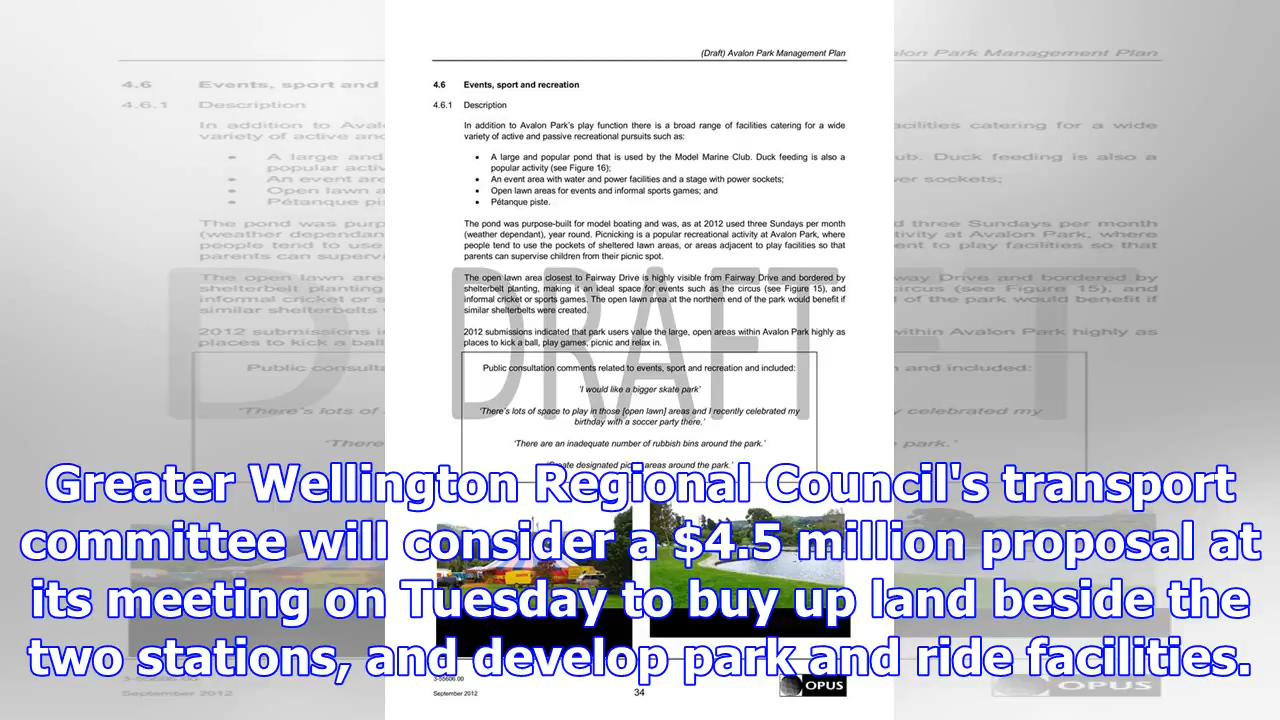 (Draft) Avalon Park Management Plan
4.6 Events, sport and recreation
4.6.1 Description
In addition to Avalon Park's play function there is a broad range of facilities catering for a wide
variety of active and passive recreational pursuits such as:
• A large and popular pond that is used by the Model Marine Club. Duck feeding is also a
popular activity (see Figure 16);
• An event area with water and power facilities and a stage with power sockets;
• Open lawn areas for events and informal sports games; and
• Pétanque piste.
The pond was purpose-built for model boating and was, as at 2012 used three Sundays per month
(weather dependant), year round. Picnicking is a popular recreational activity at Avalon Park, where
people tend to use the pockets of sheltered lawn areas, or areas adjacent to play facilities so that
parents can supervise children from their picnic spot.
The open lawn area closest to Fairway Drive is highly visible from Fairway Drive and bordered by
shelterbelt planting, making it an ideal space for events such as the circus (see Figure 15), and
informal cricket or sports games. The open lawn area at the northern end of the park would benefit if
similar shelterbelts were created.
2012 submissions indicated that park users value the large, open areas within Avalon Park highly as
places to kick a ball, play games, picnic and relax in.
DRAFT
Public consultation comments related to events, sport and recreation and included:
'I would like a bigger skate park'
'There's lots of space to play in those [open lawn] areas and I recently celebrated my
birthday with a soccer party there.'
'There are an inadequate number of rubbish bins around the park.'
designated areas around the park.'
Greater Wellington Regional Council's transport
committee will consider a $4.5 million proposal at
its meeting on Tuesday to buy up land beside the
two stations, and develop park and ride facilities.
3-55606.00
September 2012
34
OPUS